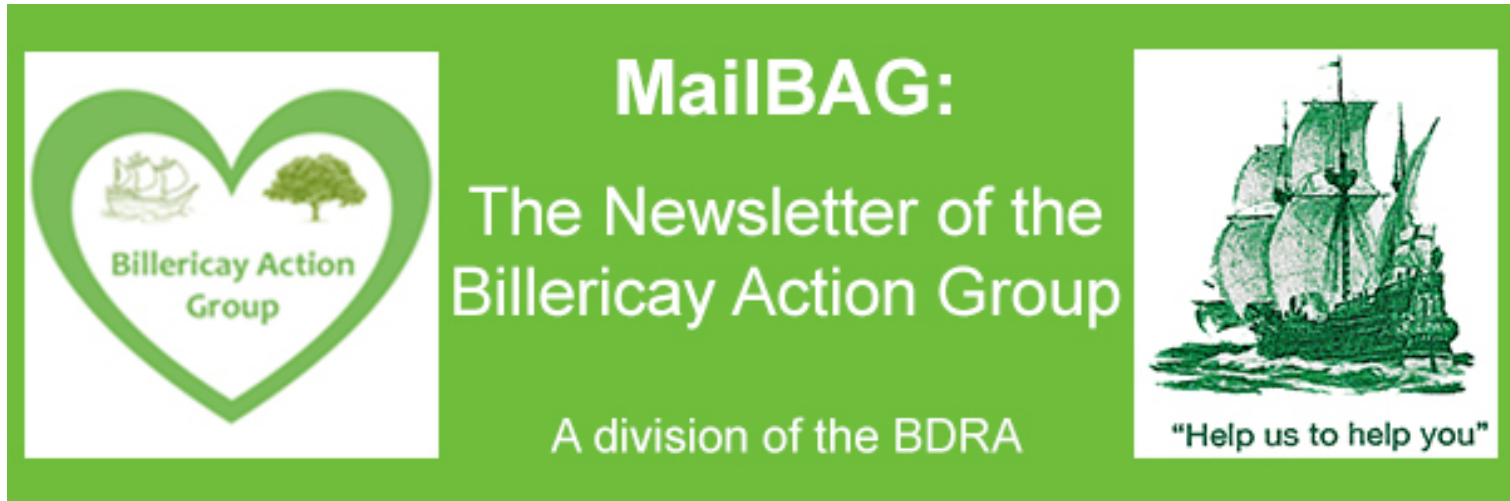 Billericay Action
Group
MailBAG:
The Newsletter of the
Billericay Action Group
A division of the BDRA
“Help us to help you”